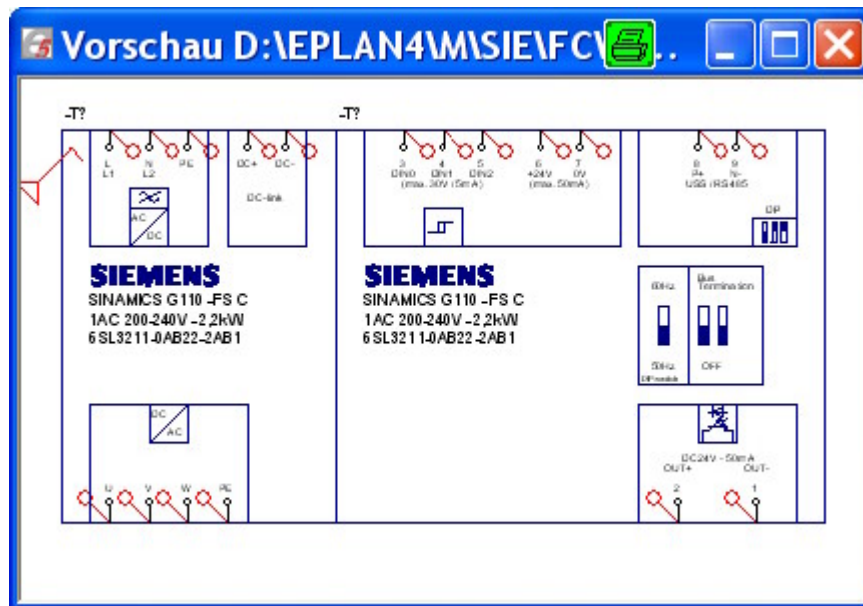 Vorschau D:\EPLAN4\M\SIE\FC\ ...
-T?
-T?
L N PE
L1 L2
DC+ DC-
DC-link
AC
DC
3 4 5 6 7
DIN0 DIN1 DIN2 +24V 0V
(max. 30V / 5mA) (max. 50mA)
8 9
P+ N-
USS / RS485
DP
SIEMENS
SINAMICS G110 -FS C
1AC 200-240V -2,2kW
6SL3211-0AB22-2AB1
SIEMENS
SINAMICS G110 -FS C
1AC 200-240V -2,2kW
6SL3211-0AB22-2AB1
60Hz
Bus
Termination
50Hz
OFF
DC
AC
U V W PE
DC24V - 50mA
OUT+ OUT-
2 1